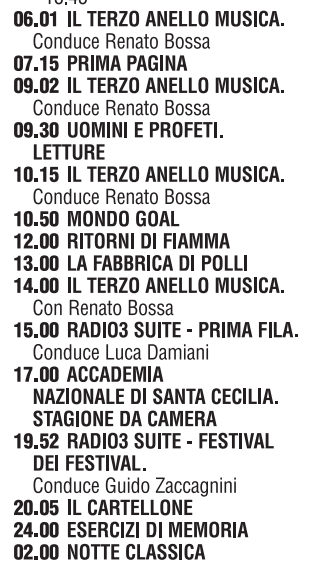 06.01 IL TERZO ANELLO MUSICA.
Conduce Renato Bossa
07.15 PRIMA PAGINA
09.02 IL TERZO ANELLO MUSICA.
Conduce Renato Bossa
09.30 UOMINI E PROFETI.
LETTURE
10.15 IL TERZO ANELLO MUSICA.
Conduce Renato Bossa
10.50 MONDO GOAL
12.00 RITORNI DI FIAMMA
13.00 LA FABBRICA DI POLLI
14.00 IL TERZO ANELLO MUSICA.
Con Renato Bossa
15.00 RADIO3 SUITE - PRIMA FILA.
Conduce Luca Damiani
17.00 ACCADEMIA
NAZIONALE DI SANTA CECILIA.
STAGIONE DA CAMERA
19.52 RADIO3 SUITE - FESTIVAL
DEI FESTIVAL.
Conduce Guido Zaccagnini
20.05 IL CARTELLONE
24.00 ESERCIZI DI MEMORIA
02.00 NOTTE CLASSICA